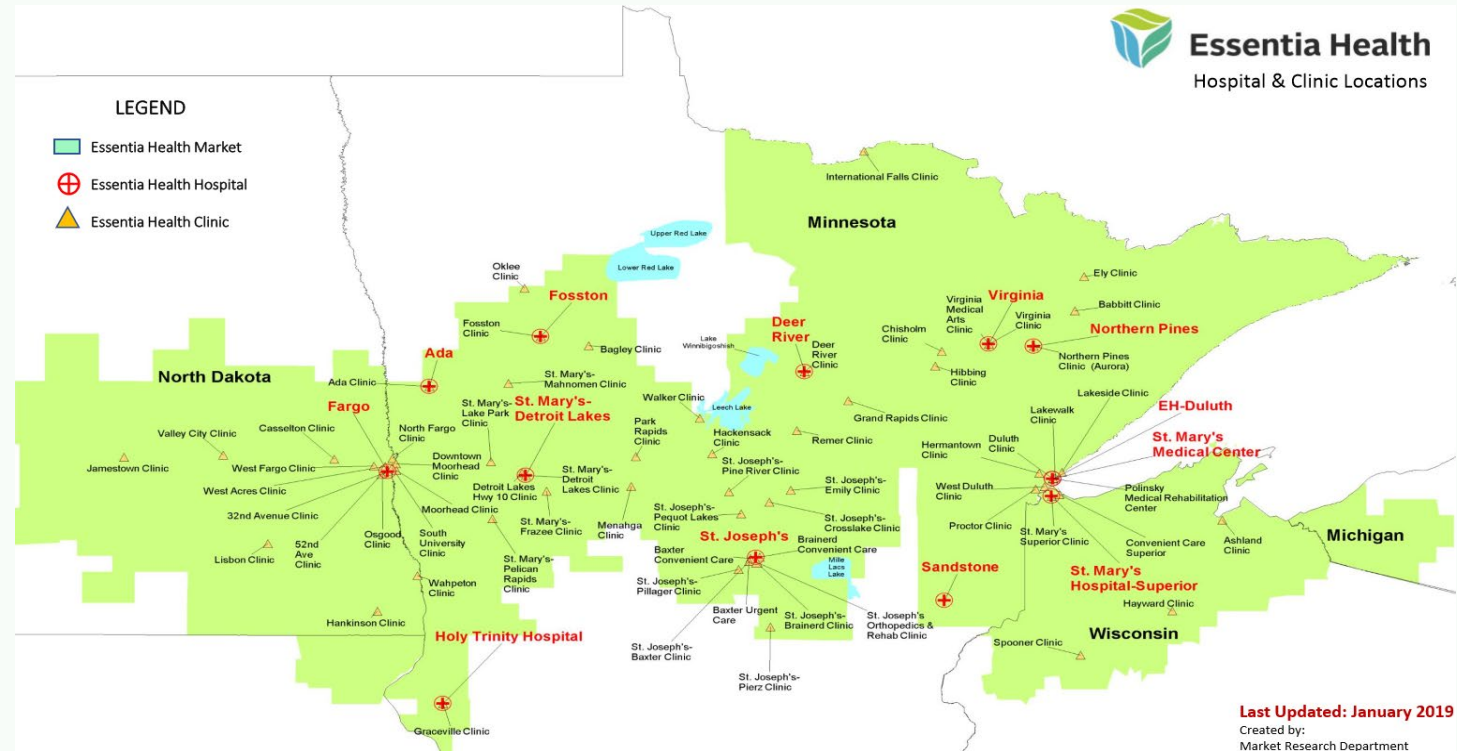 Essentia Health
Hospital & Clinic Locations
LEGEND
Essentia Health Market
Essentia Health Hospital
Essentia Health Clinic
International Falls Clinic
Minnesota
Upper Red Lake
Lower Red Lake
Oklee
Clinic
Fosston
Fosston
Clinic
Bagley Clinic
Ada
Ada Clinic
North Dakota
St. Mary's-
Mahnomen Clinic
Fargo
St. Mary's-
Lake Park
Clinic
St. Mary's-
Detroit Lakes
Valley City Clinic
Casselton Clinic
North Fargo
Clinic
Jamestown Clinic
West Fargo Clinic
Downtown
Moorhead
Clinic
West Acres Clinic
Detroit Lakes
Hwy 10 Clinic
St. Mary's-
Detroit
Lakes Clinic
32nd Avenue Clinic
Moorhead Clinic
St. Mary's-
Frazee Clinic
Lisbon Clinic
52nd
Ave
Clinic
Osgood
Clinic
South
University
Clinic
St. Mary's-
Pelican
Rapids
Clinic
Wahpeton
Clinic
Hankinson Clinic
Holy Trinity Hospital
Graceville Clinic
Lake
Winnibigoshish
Deer
River
Deer
River
Clinic
Walker Clinic
Leech Lake
Park
Rapids
Clinic
Hackensack
Clinic
Remer Clinic
Grand Rapids Clinic
Menahga
Clinic
St. Joseph's-
Pine River Clinic
St. Joseph's-
Emily Clinic
St. Joseph's-
Pequot Lakes
Clinic
St. Joseph's-
Crosslake Clinic
St. Joseph's
Baxter
Convenient Care
Brainerd
Convenient Care
Mille
Lacs
Lake
St. Joseph's-
Pillager Clinic
Baxter Urgent
Care
St. Joseph's-
Brainerd Clinic
St. Joseph's
Orthopedics &
Rehab Clinic
St. Joseph's-
Baxter Clinic
St. Joseph's-
Pierz Clinic
Ely Clinic
Babbitt Clinic
Virginia
Virginia
Medical
Arts
Clinic
Virginia
Clinic
Northern Pines
Northern Pines
Clinic (Aurora)
Chisholm
Clinic
Hibbing
Clinic
Lakeside Clinic
Lakewalk
Clinic
EH-Duluth
St. Mary's
Medical Center
Hermantown
Clinic
Duluth
Clinic
West Duluth
Clinic
Polinsky
Medical Rehabilitation
Center
Proctor Clinic
St. Mary's
Superior Clinic
Convenient Care
Superior
Ashland
Clinic
Michigan
Sandstone
St. Mary's
Hospital-Superior
Hayward Clinic
Wisconsin
Spooner Clinic
Last Updated: January 2019
Created by:
Market Research Department